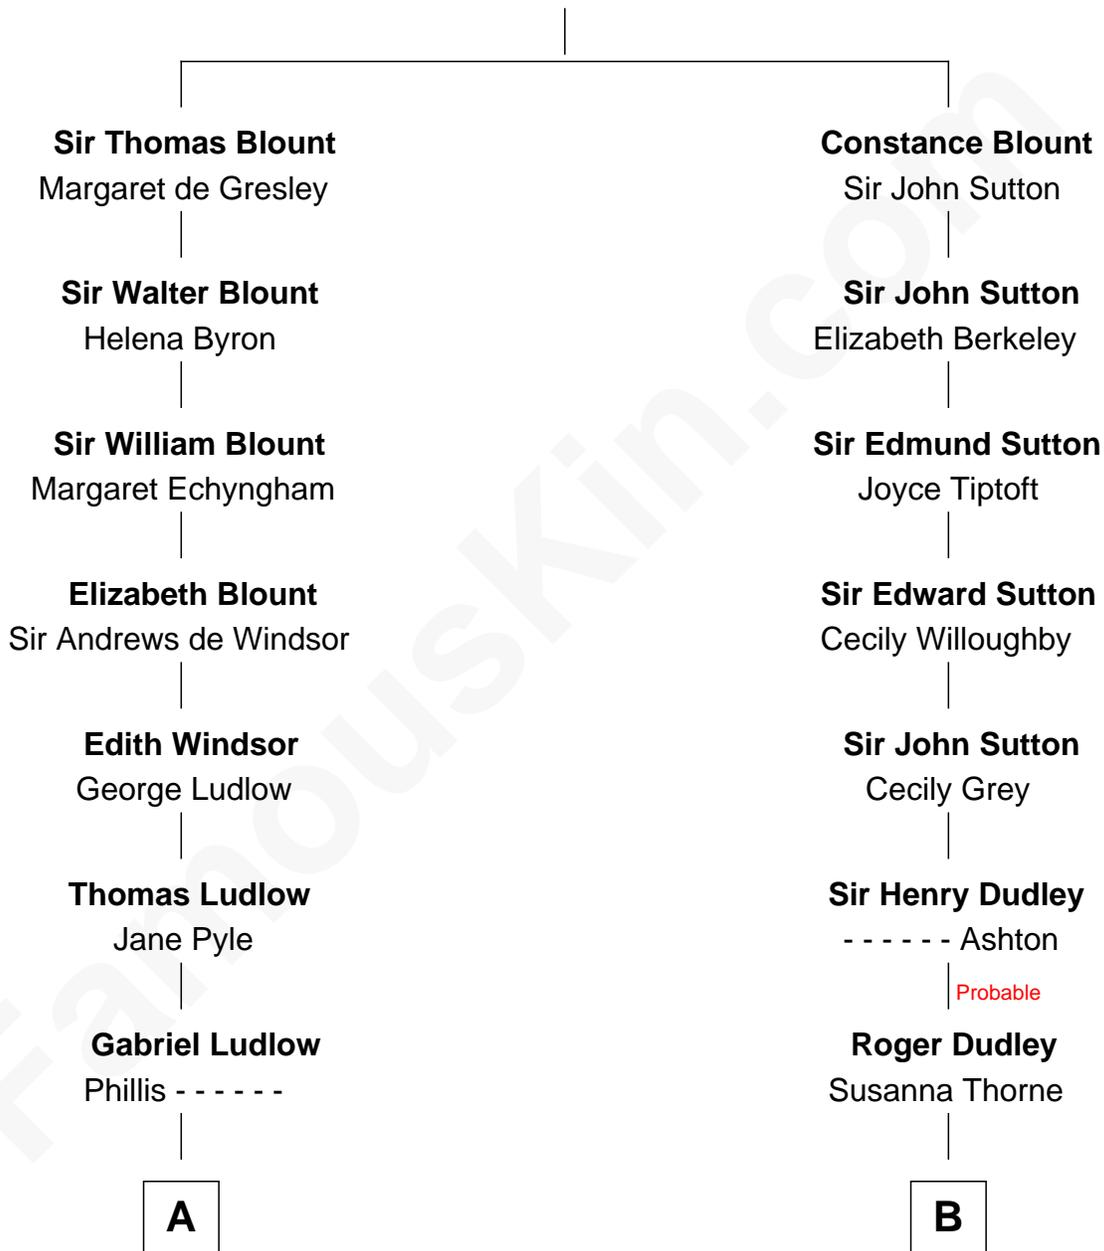 Sir Thomas Blount
Margaret de Gresley
Constance Blount
Sir John Sutton
Sir Walter Blount
Helena Byron
Sir John Sutton
Elizabeth Berkeley
Sir William Blount
Margaret Echyngham
Sir Edmund Sutton
Joyce Tiptoft
Elizabeth Blount
Sir Andrews de Windsor
Sir Edward Sutton
Cecily Willoughby
Edith Windsor
George Ludlow
Sir John Sutton
Cecily Grey
Thomas Ludlow
Jane Pyle
Sir Henry Dudley
- - - - - - Ashton
Probable
Gabriel Ludlow
Phillis - - - - - -
Roger Dudley
Susanna Thorne
A
B
FamousKin.com